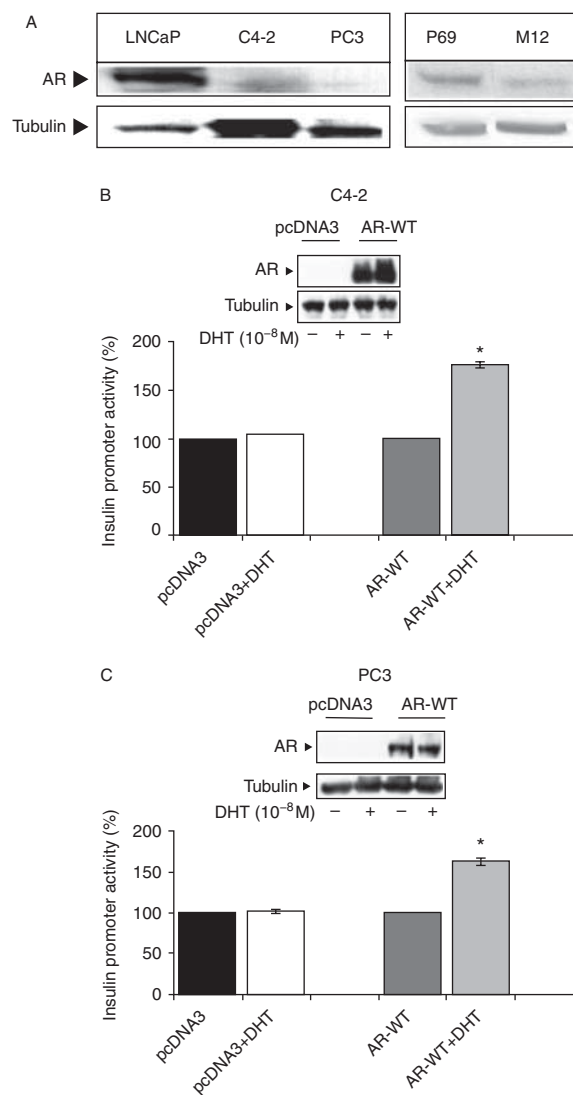 A
LNCaP C4-2 PC3 P69 M12
AR
Tubulin
B C4-2
pcDNA3 AR-WT
AR
Tubulin
DHT (10⁻⁸M) – + – +
Insulin promoter activity (%)
200
150
100
50
0
pcDNA3
pcDNA3+DHT
AR-WT
AR-WT+DHT
*
C PC3
pcDNA3 AR-WT
AR
Tubulin
DHT (10⁻⁸M) – + – +
Insulin promoter activity (%)
200
150
100
50
0
pcDNA3
pcDNA3+DHT
AR-WT
AR-WT+DHT
*